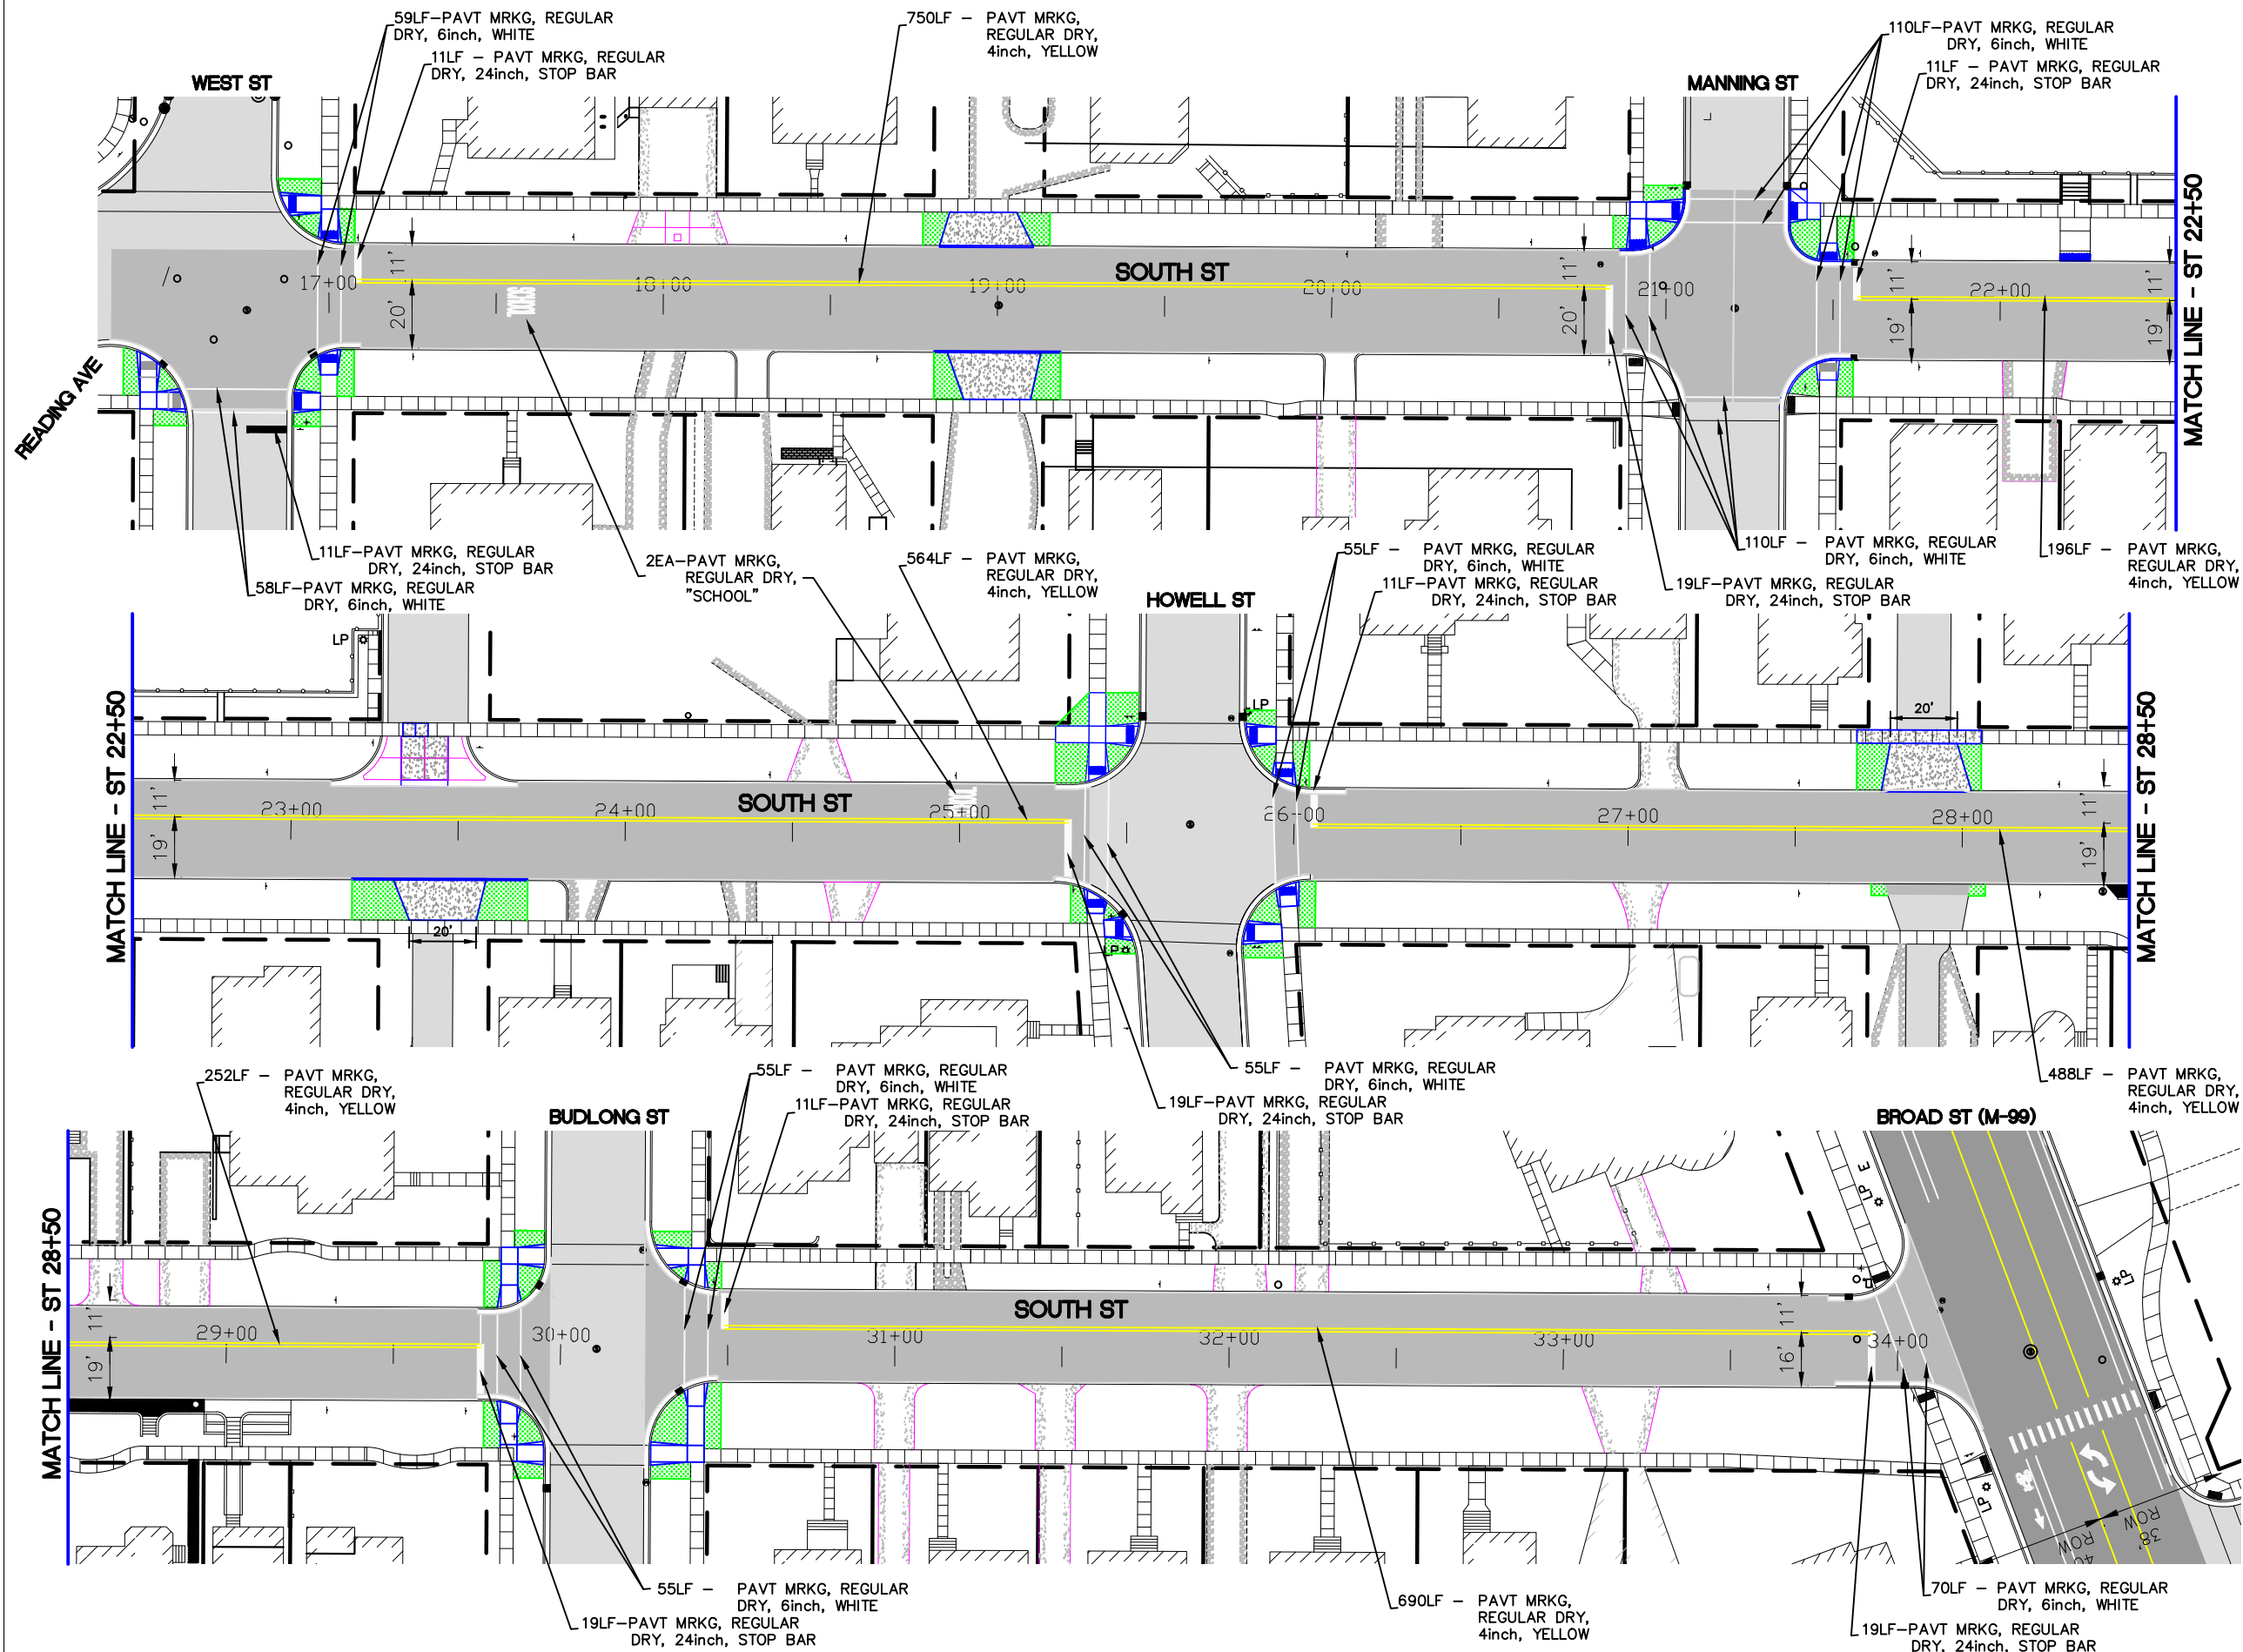 59LF-PAVT MRKG, REGULAR
DRY, 6inch, WHITE
11LF - PAVT MRKG, REGULAR
DRY, 24inch, STOP BAR
750LF - PAVT MRKG,
REGULAR DRY,
4inch, YELLOW
110LF-PAVT MRKG, REGULAR
DRY, 6inch, WHITE
11LF - PAVT MRKG, REGULAR
DRY, 24inch, STOP BAR
WEST ST
MANNING ST
MATCH LINE - ST 22+50
READING AVE
SOUTH ST
17+00
18+00
19+00
20+00
21+00
22+00
11'
20'
11'
20'
11'
19'
11'
19'
SCHOOL
11LF-PAVT MRKG, REGULAR
DRY, 24inch, STOP BAR
58LF-PAVT MRKG, REGULAR
DRY, 6inch, WHITE
2EA-PAVT MRKG,
REGULAR DRY,
"SCHOOL"
564LF - PAVT MRKG,
REGULAR DRY,
4inch, YELLOW
55LF - PAVT MRKG, REGULAR
DRY, 6inch, WHITE
11LF-PAVT MRKG, REGULAR
DRY, 24inch, STOP BAR
110LF - PAVT MRKG, REGULAR
DRY, 6inch, WHITE
19LF-PAVT MRKG, REGULAR
DRY, 24inch, STOP BAR
196LF - PAVT MRKG,
REGULAR DRY,
4inch, YELLOW
HOWELL ST
LP
LP
LP
MATCH LINE - ST 22+50
MATCH LINE - ST 28+50
SOUTH ST
23+00
24+00
25+00
26+00
27+00
28+00
11'
19'
20'
20'
11'
19'
55LF - PAVT MRKG, REGULAR
DRY, 6inch, WHITE
19LF-PAVT MRKG, REGULAR
DRY, 24inch, STOP BAR
488LF - PAVT MRKG,
REGULAR DRY,
4inch, YELLOW
252LF - PAVT MRKG,
REGULAR DRY,
4inch, YELLOW
55LF - PAVT MRKG, REGULAR
DRY, 6inch, WHITE
11LF-PAVT MRKG, REGULAR
DRY, 24inch, STOP BAR
BUDLONG ST
BROAD ST (M-99)
MATCH LINE - ST 28+50
SOUTH ST
29+00
30+00
31+00
32+00
33+00
34+00
11'
19'
11'
16'
LP E
LP
LP
38'
ROW
ROW
55LF - PAVT MRKG, REGULAR
DRY, 6inch, WHITE
19LF-PAVT MRKG, REGULAR
DRY, 24inch, STOP BAR
690LF - PAVT MRKG,
REGULAR DRY,
4inch, YELLOW
70LF - PAVT MRKG, REGULAR
DRY, 6inch, WHITE
19LF-PAVT MRKG, REGULAR
DRY, 24inch, STOP BAR